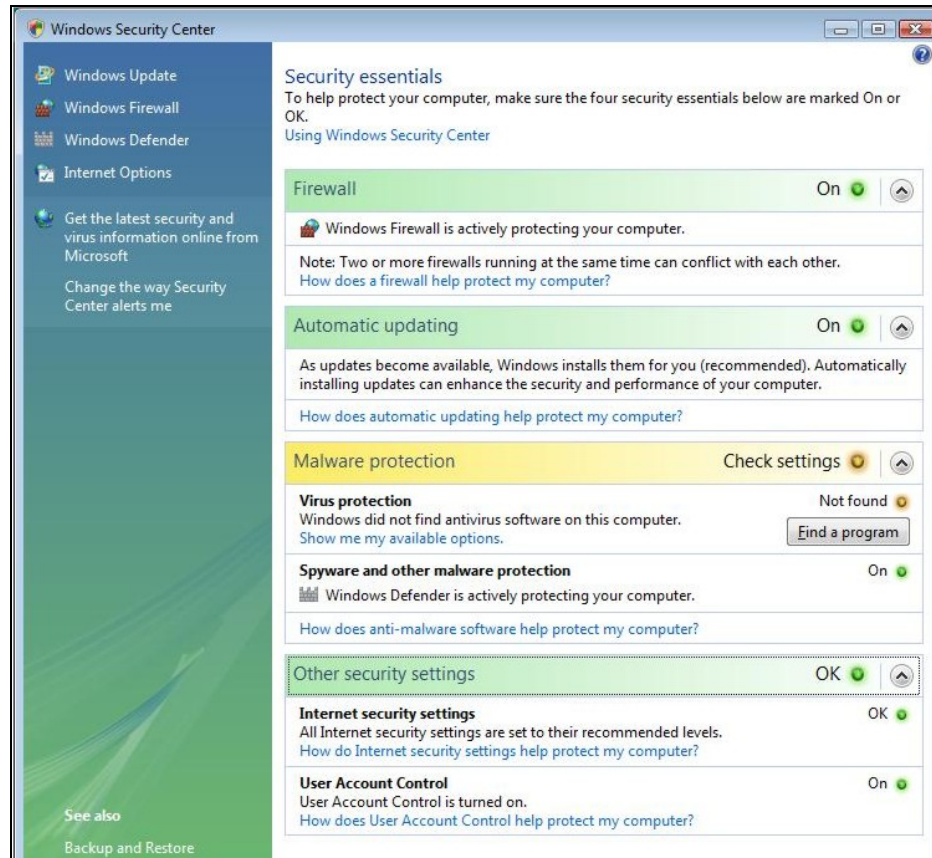 Windows Security Center
Windows Update
Windows Firewall
Windows Defender
Internet Options
Get the latest security and
virus information online from
Microsoft
Change the way Security
Center alerts me
See also
Backup and Restore
Security essentials
To help protect your computer, make sure the four security essentials below are marked On or
OK.
Using Windows Security Center
Firewall On
Windows Firewall is actively protecting your computer.
Note: Two or more firewalls running at the same time can conflict with each other.
How does a firewall help protect my computer?
Automatic updating On
As updates become available, Windows installs them for you (recommended). Automatically
installing updates can enhance the security and performance of your computer.
How does automatic updating help protect my computer?
Malware protection Check settings
Virus protection Not found
Windows did not find antivirus software on this computer.
Show me my available options. Find a program
Spyware and other malware protection On
Windows Defender is actively protecting your computer.
How does anti-malware software help protect my computer?
Other security settings OK
Internet security settings OK
All Internet security settings are set to their recommended levels.
How do Internet security settings help protect my computer?
User Account Control On
User Account Control is turned on.
How does User Account Control help protect my computer?